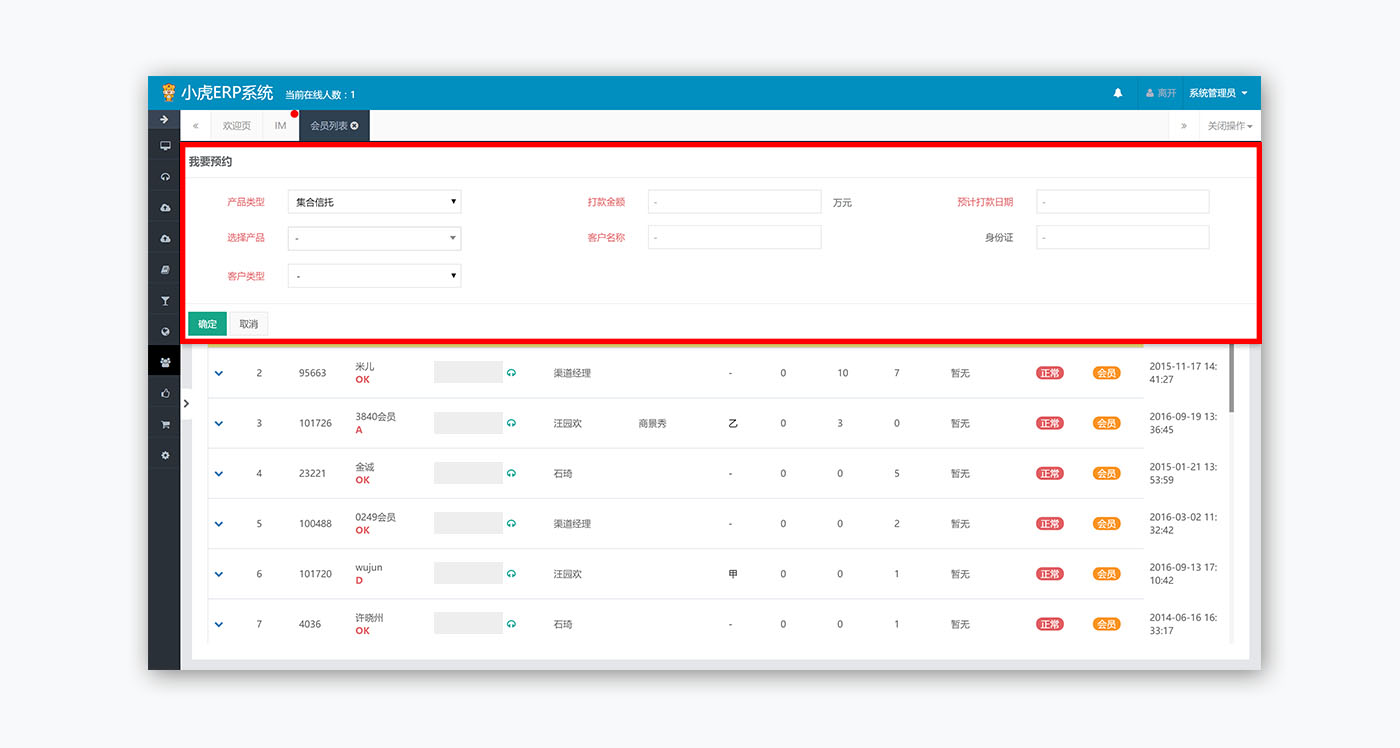 小虎ERP系统 当前在线人数：1 离开 系统管理员
« 欢迎页 IM 会员列表 » 关闭操作
我要预约
产品类型 集合信托 打款金额 - 万元 预计打款日期 -
选择产品 - 客户名称 - 身份证 -
客户类型 -
确定 取消
2 95663 米儿 渠道经理 - 0 10 7 暂无 正常 会员 2015-11-17 14:
OK 41:27
3 101726 3840会员 汪园欢 商景秀 乙 0 3 0 暂无 正常 会员 2016-09-19 13:
A 36:45
4 23221 金诚 石琦 - 0 0 5 暂无 正常 会员 2015-01-21 13:
OK 53:59
5 100488 0249会员 渠道经理 - 0 0 2 暂无 正常 会员 2016-03-02 11:
OK 32:42
6 101720 wujun 汪园欢 甲 0 0 1 暂无 正常 会员 2016-09-13 17:
D 10:42
7 4036 许晓州 石琦 - 0 0 1 暂无 正常 会员 2014-06-16 16:
OK 33:17